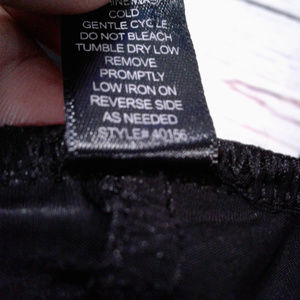 COLD
GENTLE CYCLE
DO NOT BLEACH
TUMBLE DRY LOW
REMOVE
PROMPTLY
LOW IRON ON
REVERSE SIDE
AS NEEDED
STYLE# 40156